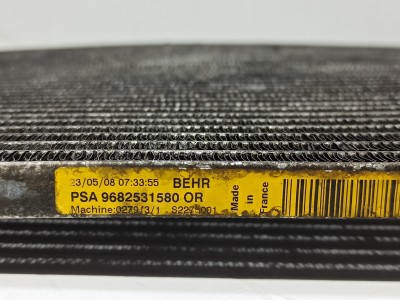 23/05/08 07:33:55 BEHR
PSA 9682531580 OR
Machine:0279/3/1 S2275001
Made
in
France